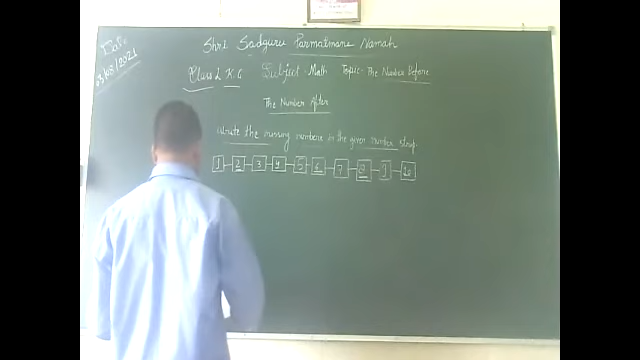 Shri Sadguru Parmatmane Namah
Date
03/08/2021
Class L K.G Subject - Math Topic - The Number Before
The Number After
Write the missing numbers in the given number strip.
1 2 3 4 5 6 7 8 9 10